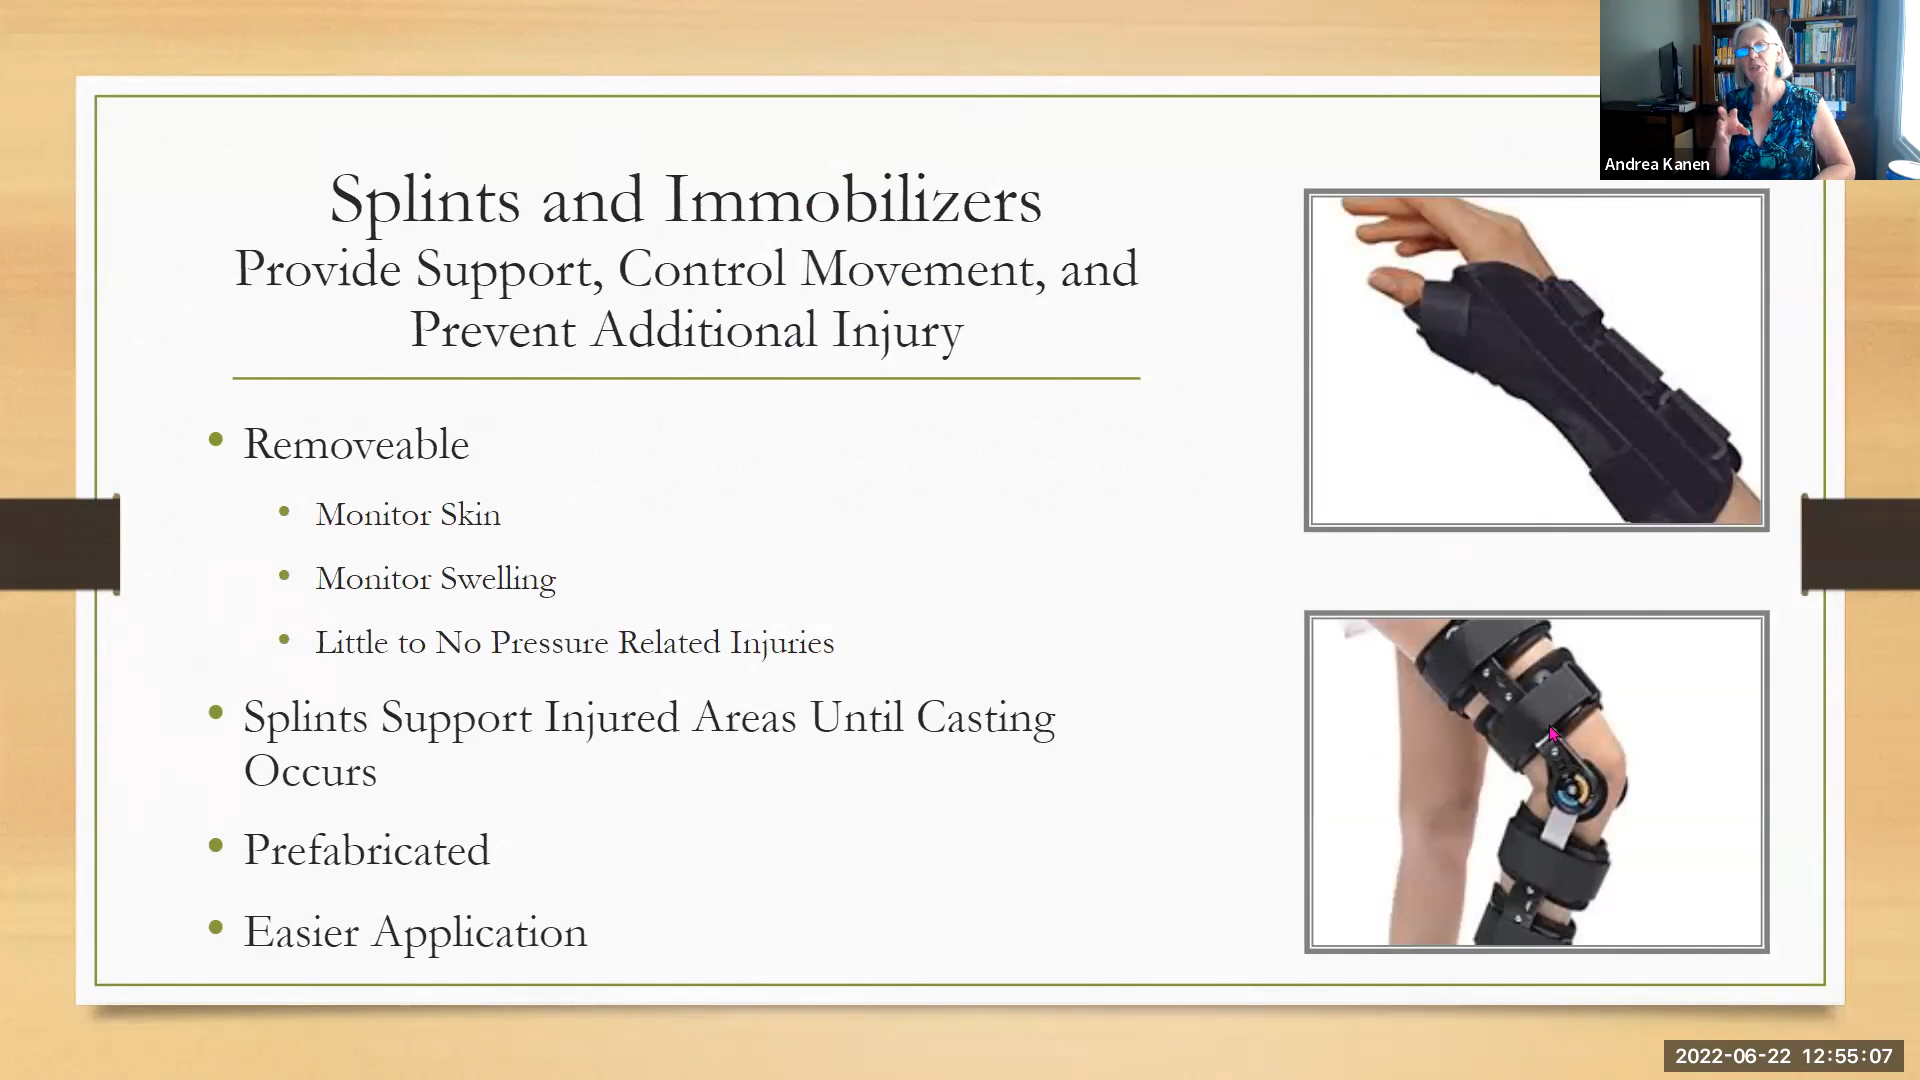 Andrea Kanen
Splints and Immobilizers
Provide Support, Control Movement, and
Prevent Additional Injury
• Removeable
• Monitor Skin
• Monitor Swelling
• Little to No Pressure Related Injuries
• Splints Support Injured Areas Until Casting
Occurs
• Prefabricated
• Easier Application
2022-06-22 12:55:07